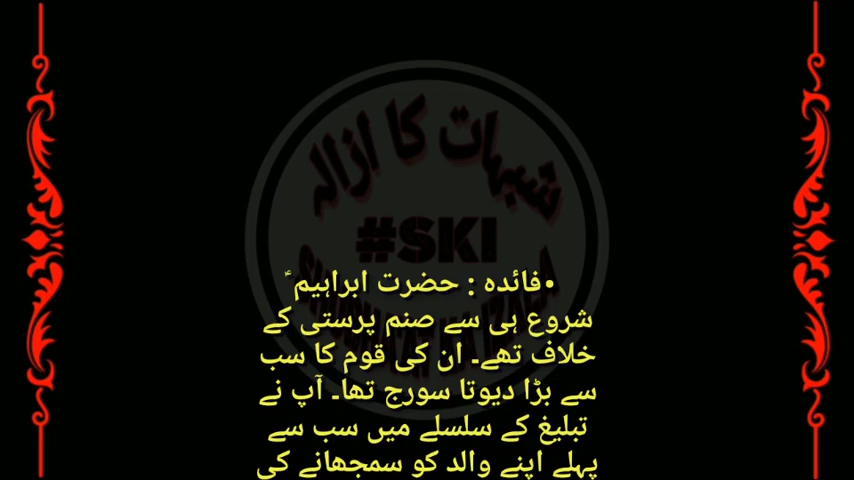 شبہات کا ازالہ
#SKI
•فائدہ : حضرت ابراہیمؑ
شروع ہی سے صنم پرستی کے
خلاف تھے۔ ان کی قوم کا سب
سے بڑا دیوتا سورج تھا۔ آپ نے
تبلیغ کے سلسلے میں سب سے
پہلے اپنے والد کو سمجھانے کی